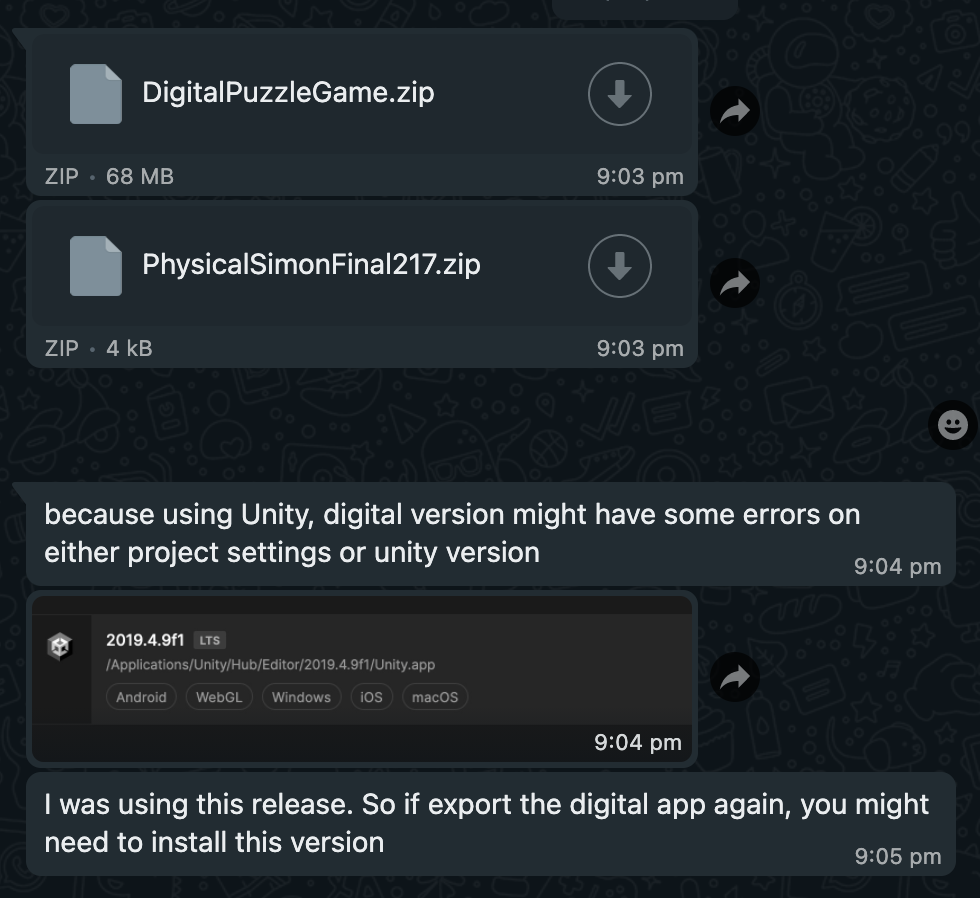 DigitalPuzzleGame.zip
ZIP • 68 MB 9:03 pm
PhysicalSimonFinal217.zip
ZIP • 4 kB 9:03 pm
because using Unity, digital version might have some errors on
either project settings or unity version
9:04 pm
2019.4.9f1 LTS
/Applications/Unity/Hub/Editor/2019.4.9f1/Unity.app
Android WebGL Windows iOS macOS
9:04 pm
I was using this release. So if export the digital app again, you might
need to install this version
9:05 pm